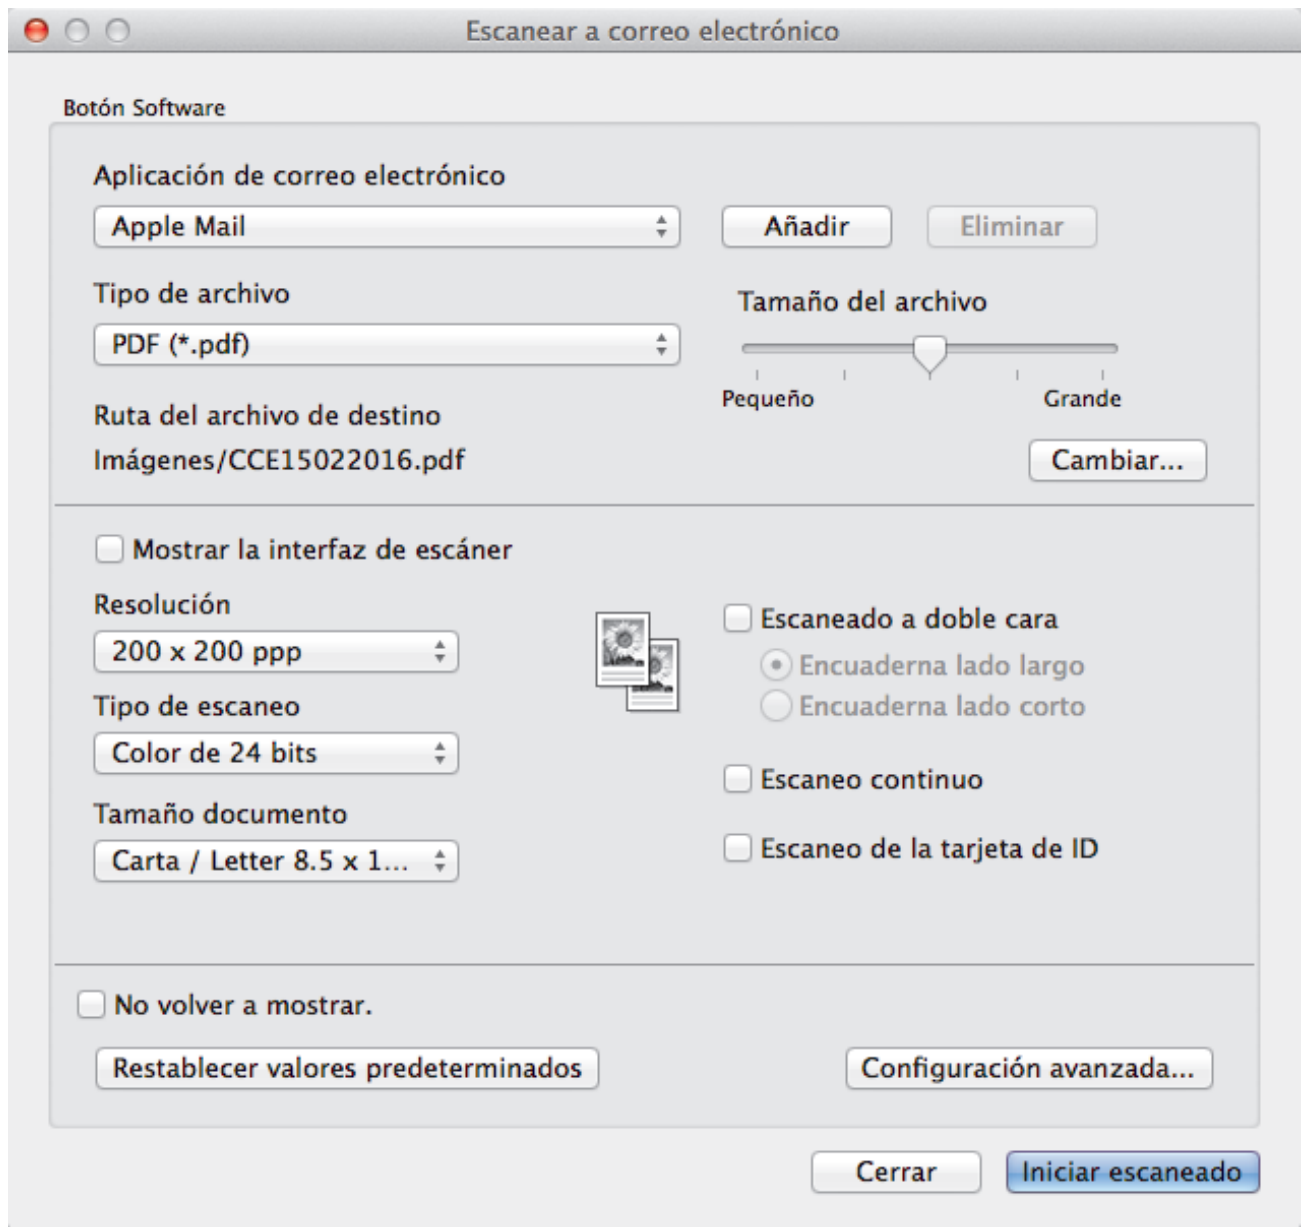 Escanear a correo electrónico
Botón Software
Aplicación de correo electrónico
Apple Mail
Añadir
Eliminar
Tipo de archivo
Tamaño del archivo
PDF (*.pdf)
Pequeño
Grande
Ruta del archivo de destino
Imágenes/CCE15022016.pdf
Cambiar...
Mostrar la interfaz de escáner
Resolución
200 x 200 ppp
Tipo de escaneo
Color de 24 bits
Tamaño documento
Carta / Letter 8.5 x 1...
Escaneado a doble cara
Encuaderna lado largo
Encuaderna lado corto
Escaneo continuo
Escaneo de la tarjeta de ID
No volver a mostrar.
Restablecer valores predeterminados
Configuración avanzada...
Cerrar
Iniciar escaneado